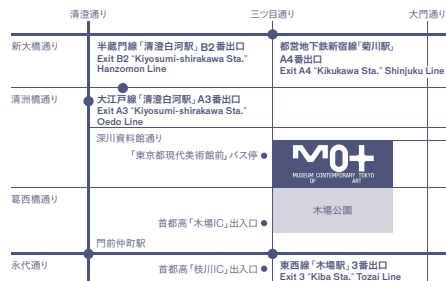 清澄通り
三ツ目通り
大門通り
新大橋通り
半蔵門線「清澄白河駅」B2番出口
Exit B2 "Kiyosumi-shirakawa Sta."
Hanzomon Line
都営地下鉄新宿線「菊川駅」
A4番出口
Exit A4 "Kikukawa Sta." Shinjuku Line
清洲橋通り
大江戸線「清澄白河駅」A3番出口
Exit A3 "Kiyosumi-shirakawa Sta."
Oedo Line
深川資料館通り
「東京都現代美術館前」バス停
MO+
MUSEUM CONTEMPORARY TOKYO
OF ART
葛西橋通り
木場公園
首都高「木場IC」出入口
門前仲町駅
永代通り
首都高「枝川IC」出入口
東西線「木場駅」3番出口
Exit 3 "Kiba Sta." Tozai Line